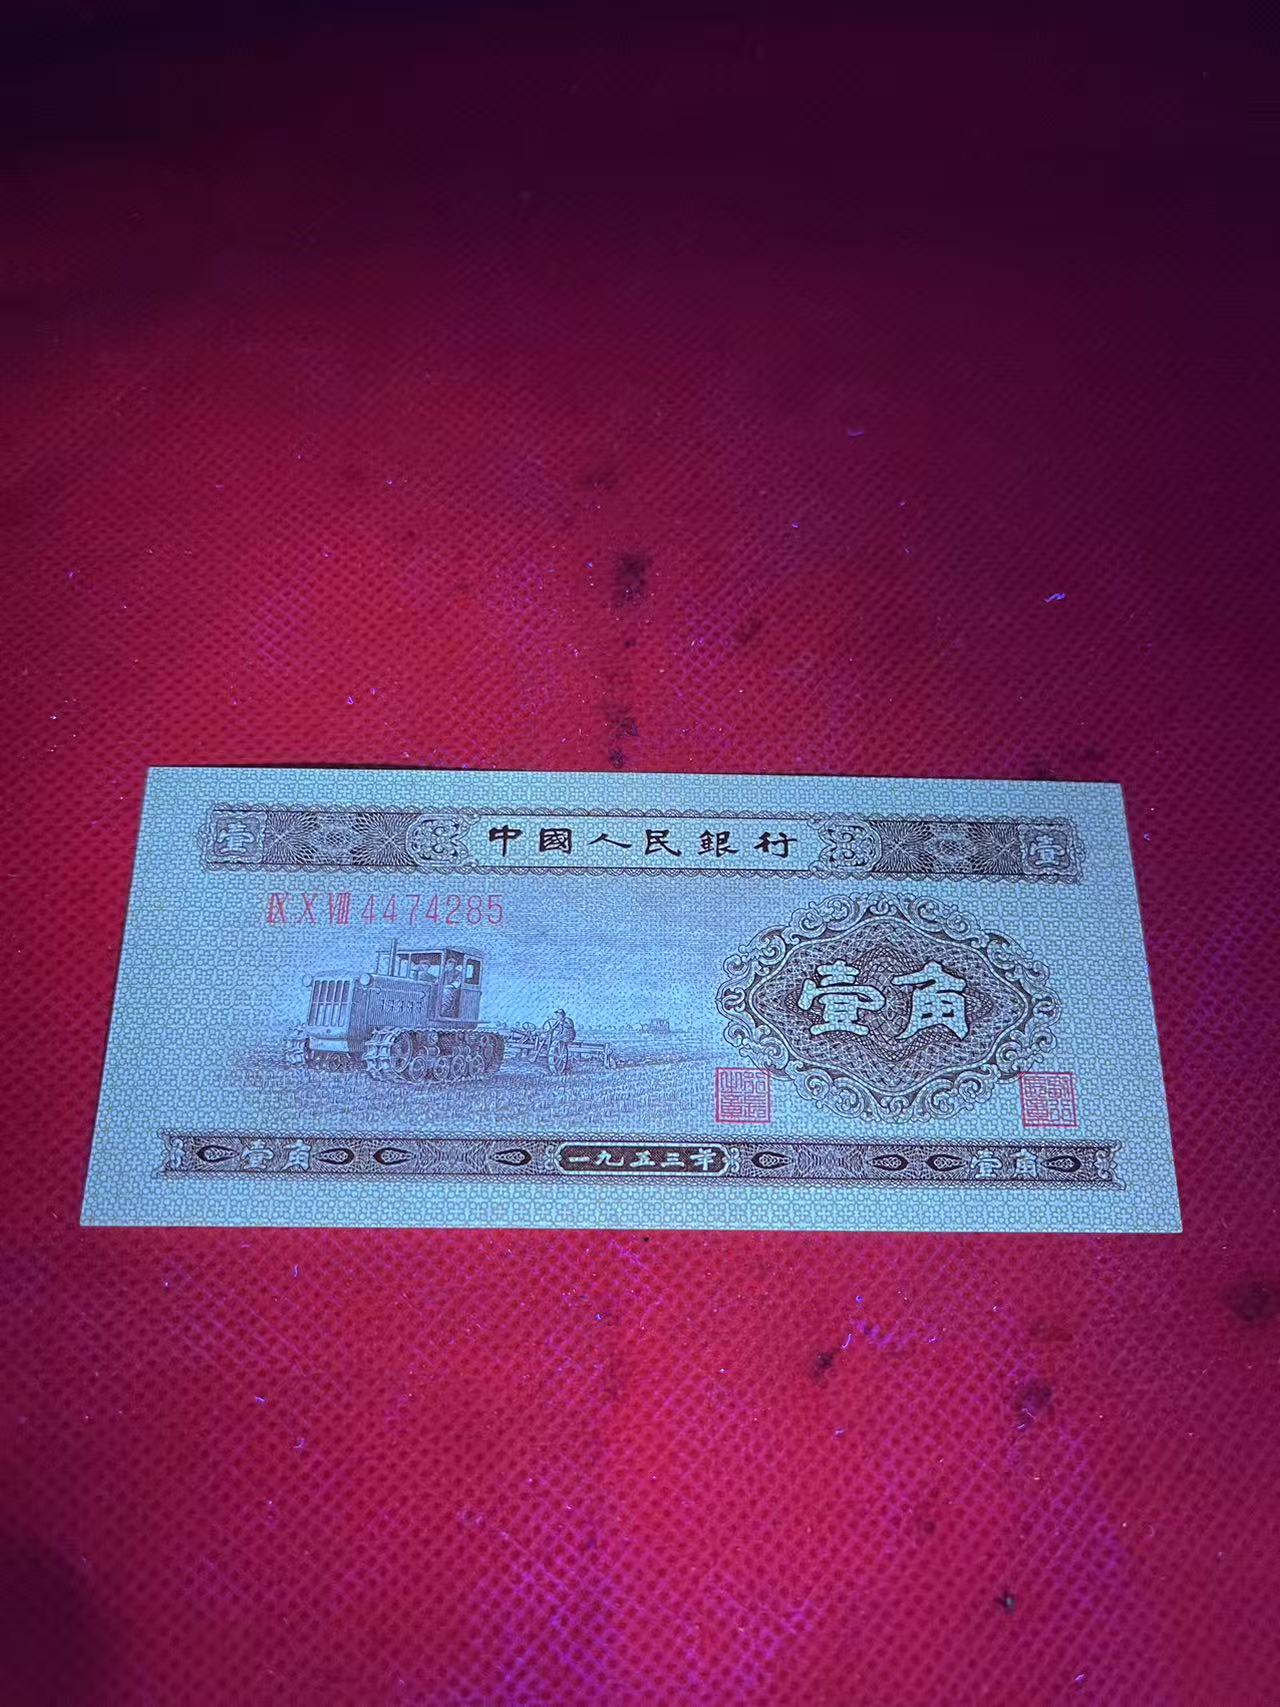 壹 中國人民銀行 壹
IX X VIII 4474285
壹角
壹角 一九五三年 壹角